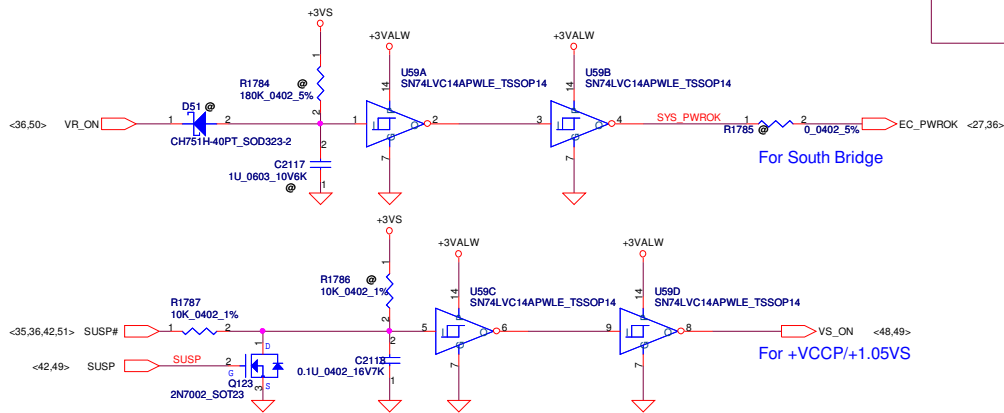 +3VS
+3VALW
+3VALW
U59A
SN74LVC14APWLE_TSSOP14
U59B
SN74LVC14APWLE_TSSOP14
1
14
14
R1784 @
180K_0402_5%
D51 @
2
<36,50> VR_ON 1 2 1 2 3 4 SYS_PWROK 1 2 EC_PWROK <27,36>
I O I O
R1785 @ 0_0402_5%
CH751H-40PT_SOD323-2
2
C2117
1U_0603_10V6K
1
@
7
7
For South Bridge
+3VS
+3VALW
+3VALW
1
R1786 @
10K_0402_1%
2
14
U59C
SN74LVC14APWLE_TSSOP14
14
U59D
SN74LVC14APWLE_TSSOP14
R1787
10K_0402_1%
<35,36,42,51> SUSP# 1 2 5 6 9 8 VS_ON <48,49>
I O I O
1 D
<42,49> SUSP SUSP 2 G
3 S
Q123
2N7002_SOT23
2
C2118
0.1U_0402_16V7K
1
7
7
For +VCCP/+1.05VS